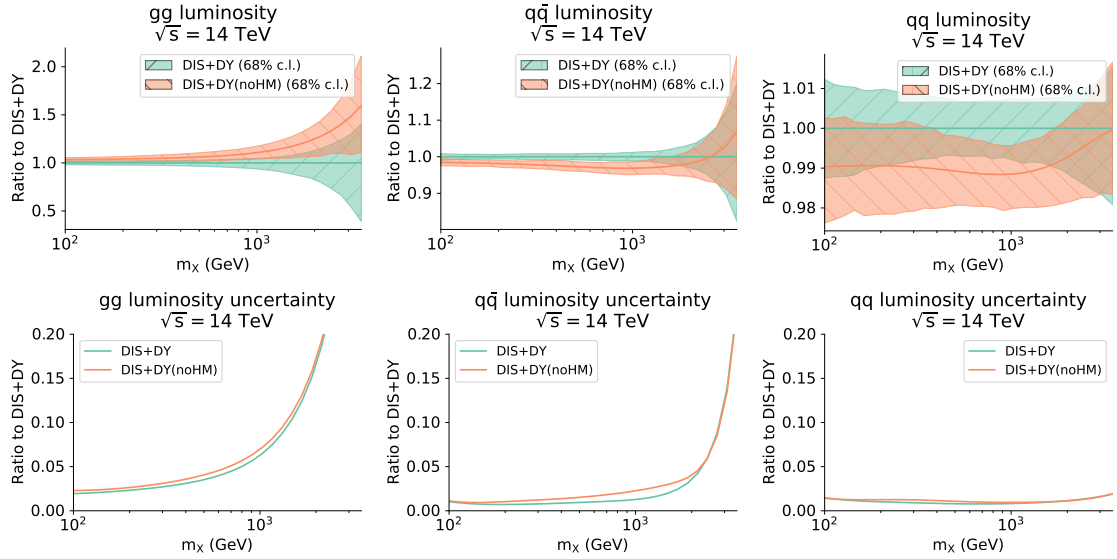 gg luminosity
√s = 14 TeV
Ratio to DIS+DY
2.0
1.5
1.0
0.5
DIS+DY (68% c.l.)
DIS+DY(noHM) (68% c.l.)
10²
10³
mX (GeV)
qq̄ luminosity
√s = 14 TeV
Ratio to DIS+DY
1.2
1.1
1.0
0.9
DIS+DY (68% c.l.)
DIS+DY(noHM) (68% c.l.)
10²
10³
mX (GeV)
qq luminosity
√s = 14 TeV
Ratio to DIS+DY
1.01
1.00
0.99
0.98
DIS+DY (68% c.l.)
DIS+DY(noHM) (68% c.l.)
10²
10³
mX (GeV)
gg luminosity uncertainty
√s = 14 TeV
Ratio to DIS+DY
0.20
0.15
0.10
0.05
0.00
DIS+DY
DIS+DY(noHM)
10²
10³
mX (GeV)
qq̄ luminosity uncertainty
√s = 14 TeV
Ratio to DIS+DY
0.20
0.15
0.10
0.05
0.00
DIS+DY
DIS+DY(noHM)
10²
10³
mX (GeV)
qq luminosity uncertainty
√s = 14 TeV
Ratio to DIS+DY
0.20
0.15
0.10
0.05
0.00
DIS+DY
DIS+DY(noHM)
10²
10³
mX (GeV)